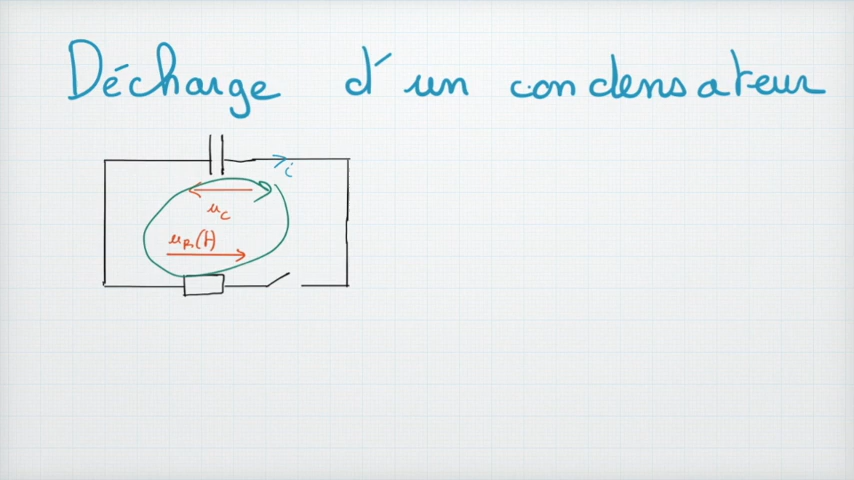 Décharge d'un condensateur
i
u_C
u_R(t)